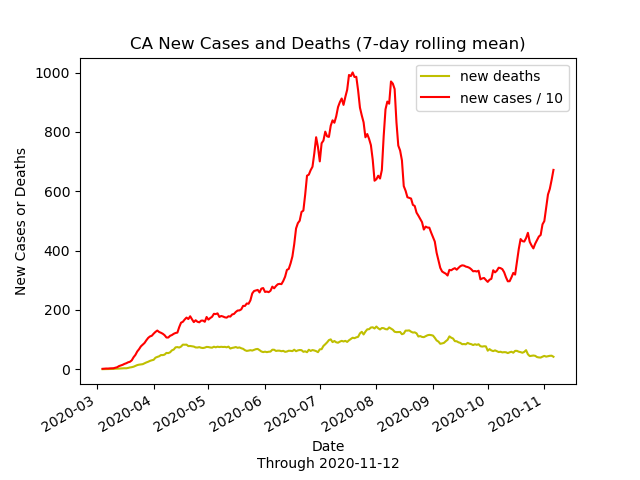 CA New Cases and Deaths (7-day rolling mean)
new deaths
new cases / 10
1000
800
600
400
200
0
New Cases or Deaths
2020-03
2020-04
2020-05
2020-06
2020-07
2020-08
2020-09
2020-10
2020-11
Date
Through 2020-11-12